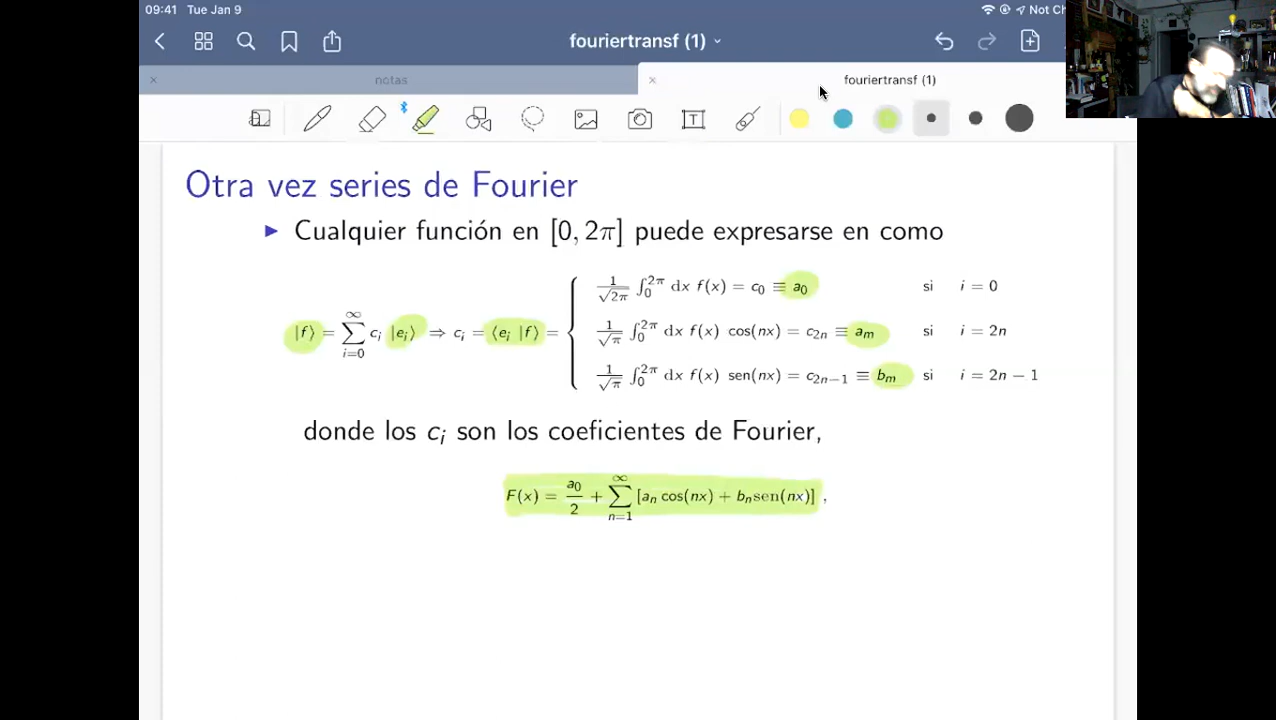 09:41 Tue Jan 9 Not Ch
fouriertransf (1)
notas fouriertransf (1)
Otra vez series de Fourier
▶ Cualquier función en [0, 2π] puede expresarse en como
|f⟩ = ∑_{i=0}^{∞} c_i |e_i⟩ ⇒ c_i = ⟨e_i |f⟩ = {
1/√2π ∫_0^{2π} dx f(x) = c_0 ≡ a_0 si i = 0
1/√π ∫_0^{2π} dx f(x) cos(nx) = c_{2n} ≡ a_m si i = 2n
1/√π ∫_0^{2π} dx f(x) sen(nx) = c_{2n−1} ≡ b_m si i = 2n − 1
donde los c_i son los coeficientes de Fourier,
F(x) = a_0/2 + ∑_{n=1}^{∞} [a_n cos(nx) + b_n sen(nx)] ,